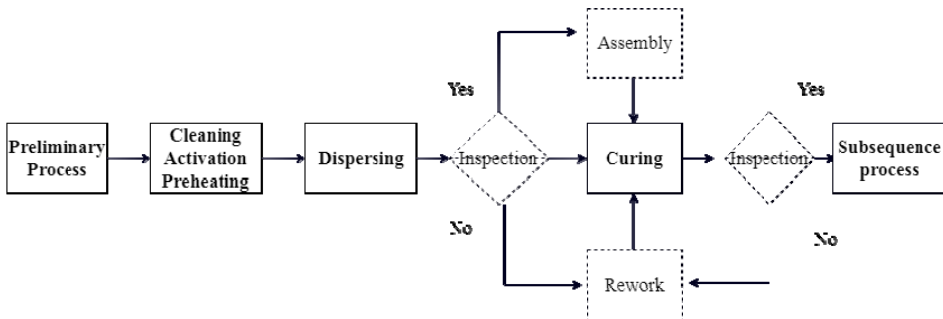 Assembly
Yes
Yes
Preliminary
Process
Cleaning
Activation
Preheating
Dispersing
Inspection
Curing
Inspection
Subsequence
process
No
No
Rework